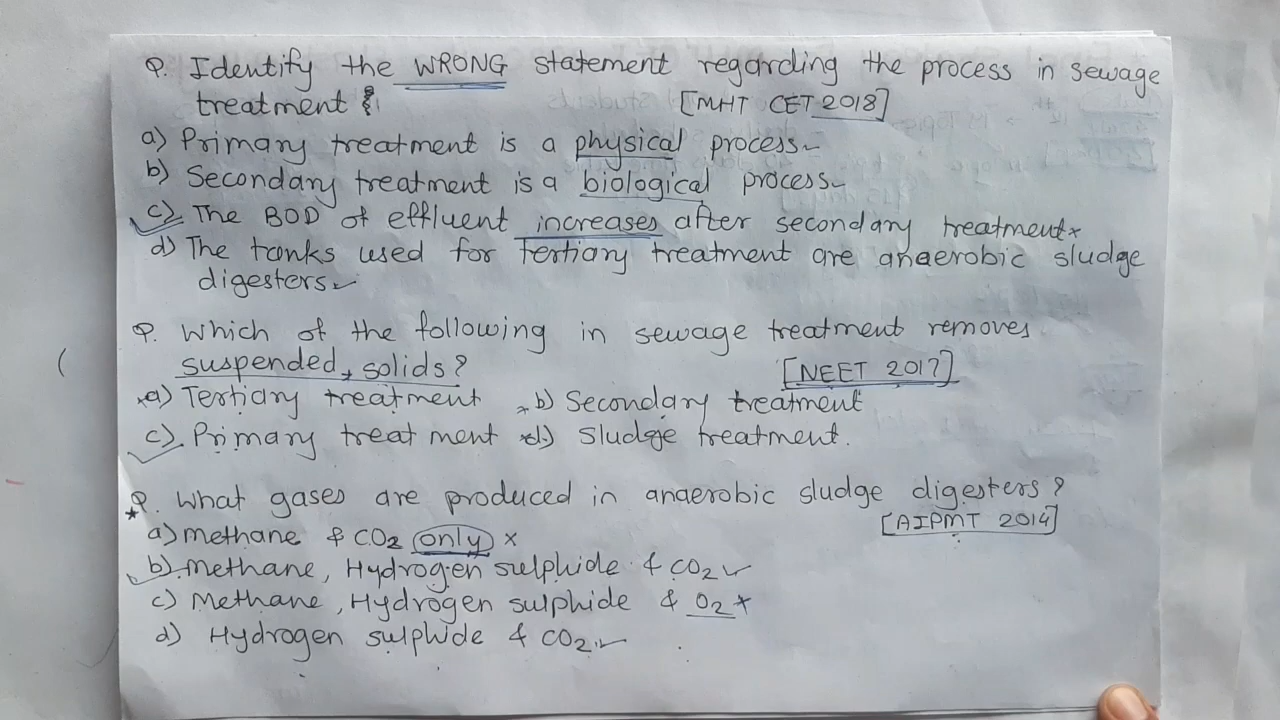 Q. Identify the WRONG statement regarding the process in sewage
treatment :
[MHT CET 2018]
a) Primary treatment is a physical process
b) Secondary treatment is a biological process
c) The BOD of effluent increases after secondary treatment
d) The tanks used for tertiary treatment are anaerobic sludge
digesters
Q. Which of the following in sewage treatment removes
suspended solids?
[NEET 2017]
a) Tertiary treatment b) Secondary treatment
c) Primary treatment d) Sludge treatment.
Q. What gases are produced in anaerobic sludge digesters?
[AIPMT 2014]
a) methane & CO2 only
b) Methane, Hydrogen sulphide & CO2
c) Methane, Hydrogen sulphide & O2
d) Hydrogen sulphide & CO2